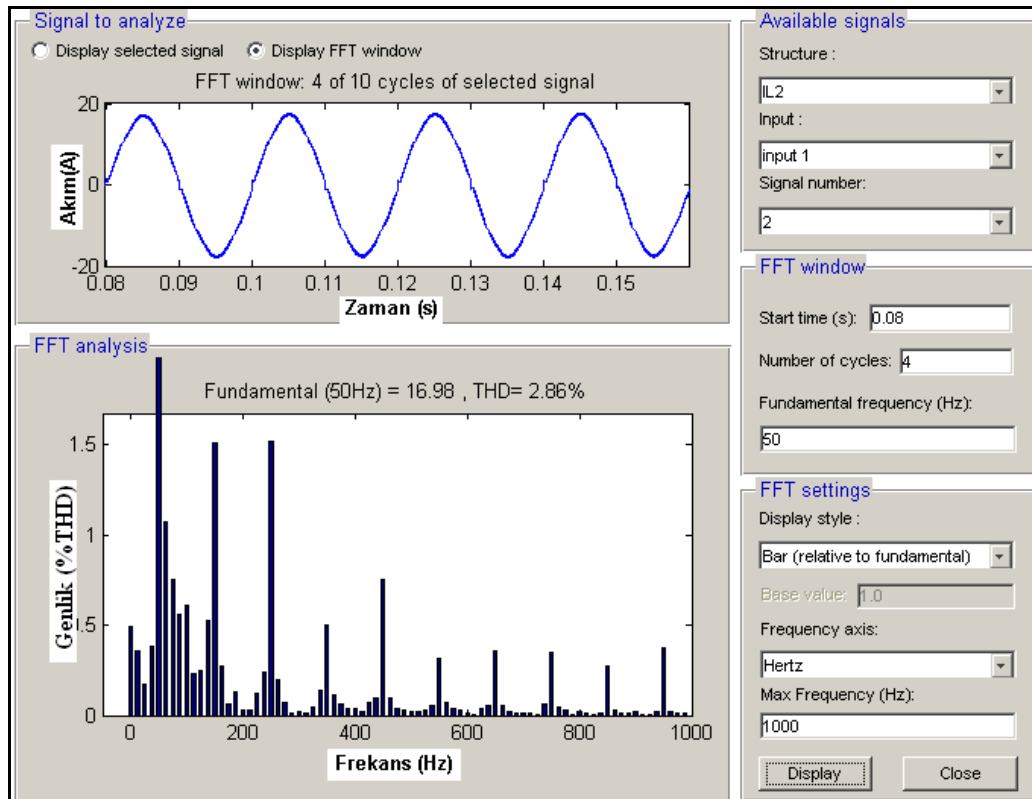 Signal to analyze
Display selected signal Display FFT window
FFT window: 4 of 10 cycles of selected signal
20
0
-20
Akım(A)
0.08 0.09 0.1 0.11 0.12 0.13 0.14 0.15
Zaman (s)
FFT analysis
Fundamental (50Hz) = 16.98 , THD= 2.86%
1.5
1
0.5
0
Genlik (%THD)
0 200 400 600 800 1000
Frekans (Hz)
Available signals
Structure :
IL2
Input :
input 1
Signal number:
2
FFT window
Start time (s): 0.08
Number of cycles: 4
Fundamental frequency (Hz):
50
FFT settings
Display style :
Bar (relative to fundamental)
Base value: 1.0
Frequency axis:
Hertz
Max Frequency (Hz):
1000
Display Close